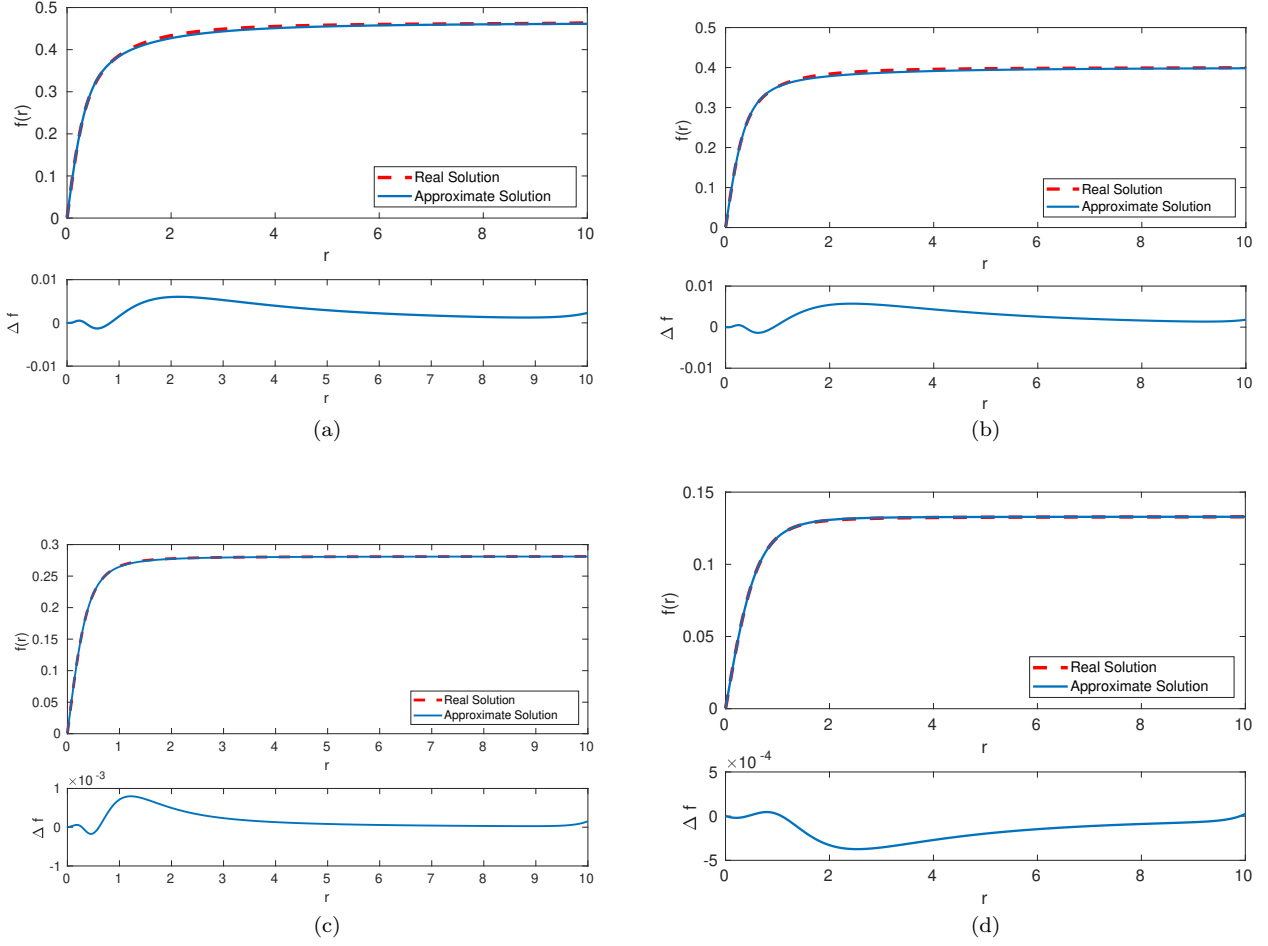 0.5
0.4
0.3
0.2
0.1
0
f(r)
Real Solution
Approximate Solution
0 2 4 6 8 10
r
0.01
0
-0.01
Δ f
0 1 2 3 4 5 6 7 8 9 10
r
(a)
0.5
0.4
0.3
0.2
0.1
0
f(r)
Real Solution
Approximate Solution
0 2 4 6 8 10
r
0.01
0
-0.01
Δ f
0 2 4 6 8 10
r
(b)
0.3
0.25
0.2
0.15
0.1
0.05
0
f(r)
Real Solution
Approximate Solution
0 1 2 3 4 5 6 7 8 9 10
r
×10⁻³
1
0
-1
Δ f
0 1 2 3 4 5 6 7 8 9 10
r
(c)
0.15
0.1
0.05
0
f(r)
Real Solution
Approximate Solution
0 2 4 6 8 10
r
×10⁻⁴
5
0
-5
Δ f
0 2 4 6 8 10
r
(d)